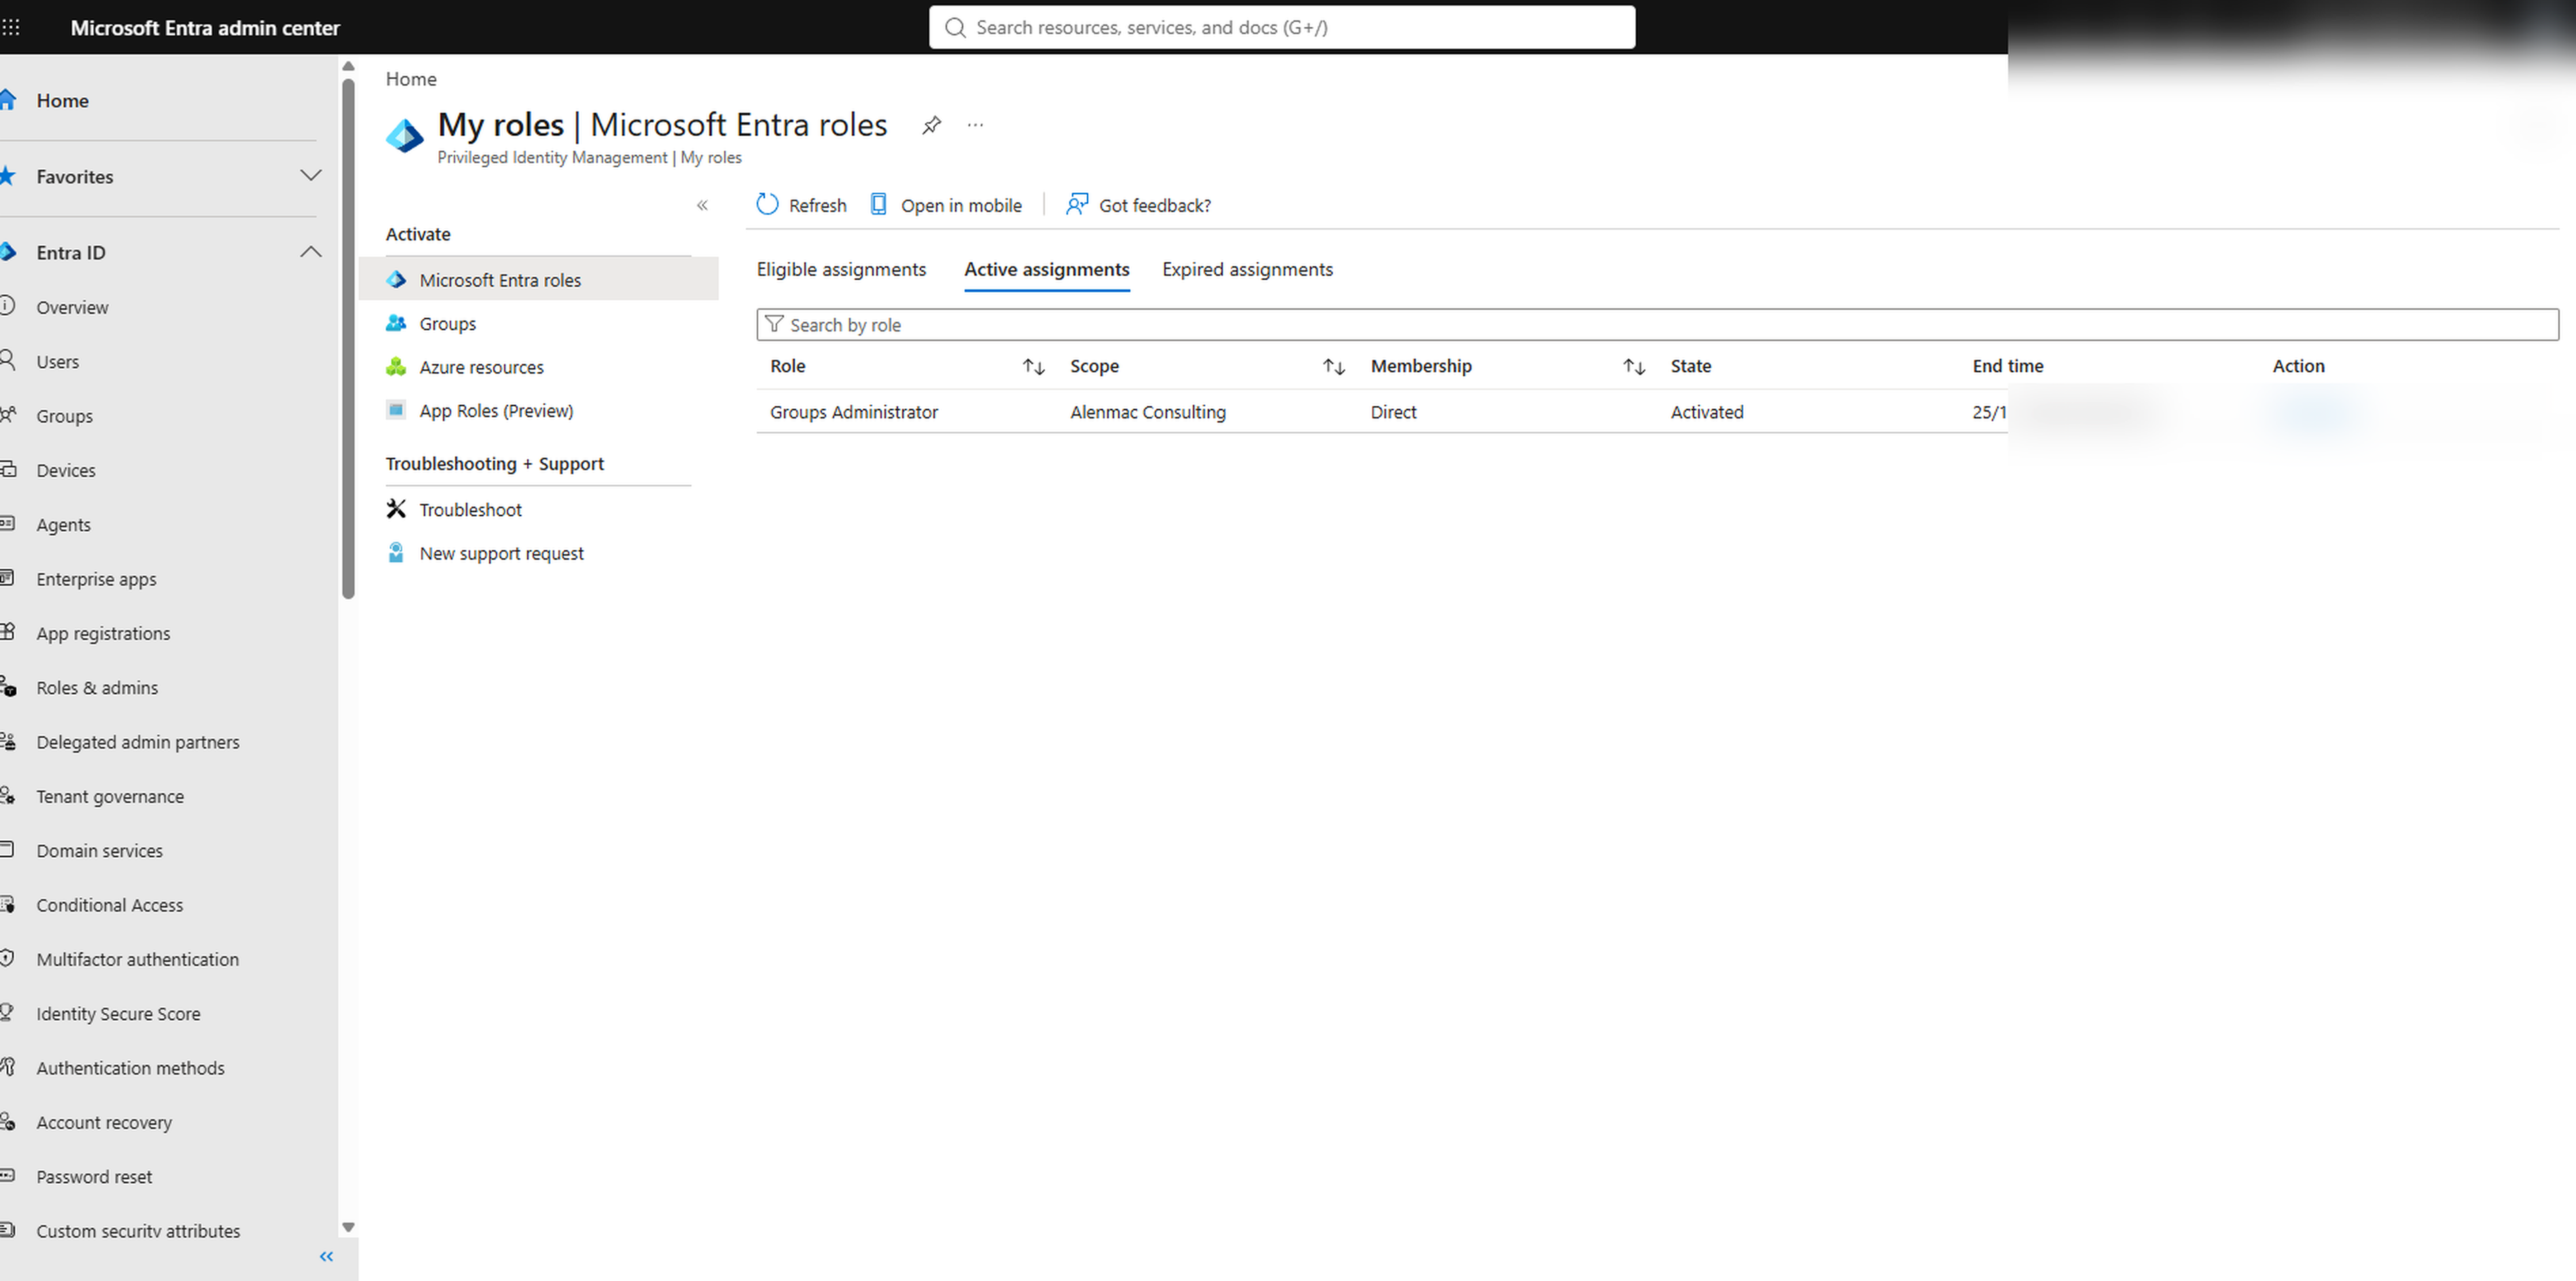 Microsoft Entra admin center
Search resources, services, and docs (G+/)
Home
Favorites
Entra ID
Overview
Users
Groups
Devices
Agents
Enterprise apps
App registrations
Roles & admins
Delegated admin partners
Tenant governance
Domain services
Conditional Access
Multifactor authentication
Identity Secure Score
Authentication methods
Account recovery
Password reset
Custom security attributes
Home
My roles | Microsoft Entra roles
Privileged Identity Management | My roles
Activate
Microsoft Entra roles
Groups
Azure resources
App Roles (Preview)
Troubleshooting + Support
Troubleshoot
New support request
Refresh Open in mobile Got feedback?
Eligible assignments Active assignments Expired assignments
Search by role
Role Scope Membership State End time Action
Groups Administrator Alenmac Consulting Direct Activated 25/1